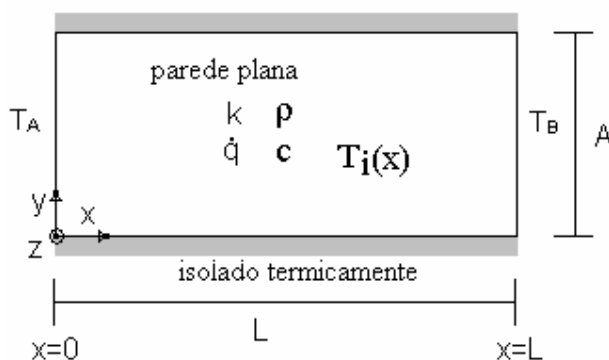 parede plana
T_A
k ρ
T_B
A
q̇ c
T_i(x)
y
x
z
isolado termicamente
L
x=0
x=L